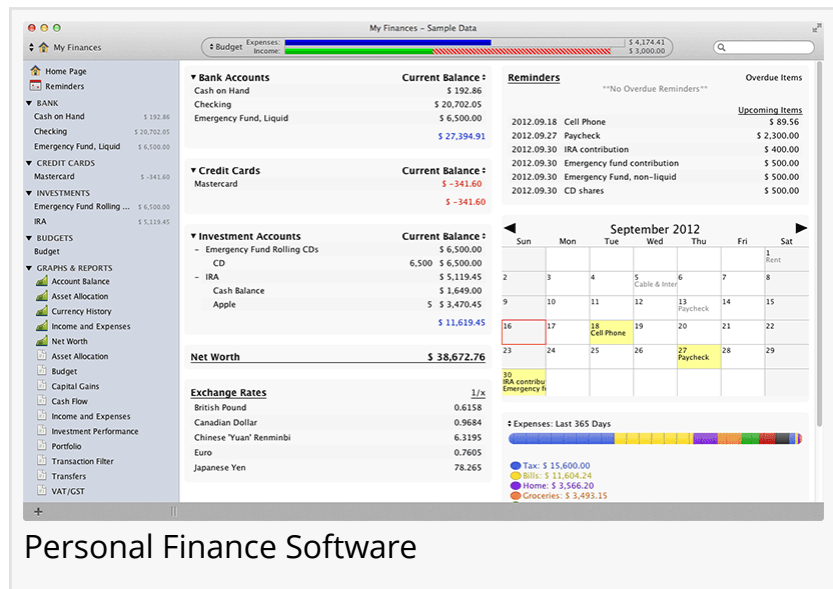 My Finances – Sample Data
My Finances
Budget
Expenses: $ 4,174.41
Income: $ 3,000.00
Home Page
Reminders
BANK
Cash on Hand $ 192.86
Checking $ 20,702.05
Emergency Fund, Liquid $ 6,500.00
CREDIT CARDS
Mastercard $ -341.60
INVESTMENTS
Emergency Fund Rolling ... $ 6,500.00
IRA $ 5,119.45
BUDGETS
Budget
GRAPHS & REPORTS
Account Balance
Asset Allocation
Currency History
Income and Expenses
Net Worth
Asset Allocation
Budget
Capital Gains
Cash Flow
Income and Expenses
Investment Performance
Portfolio
Transaction Filter
Transfers
VAT/GST
Bank Accounts Current Balance
Cash on Hand $ 192.86
Checking $ 20,702.05
Emergency Fund, Liquid $ 6,500.00
$ 27,394.91
Credit Cards Current Balance
Mastercard $ -341.60
$ -341.60
Investment Accounts Current Balance
– Emergency Fund Rolling CDs $ 6,500.00
CD 6,500 $ 6,500.00
– IRA $ 5,119.45
Cash Balance $ 1,649.00
Apple 5 $ 3,470.45
$ 11,619.45
Net Worth $ 38,672.76
Exchange Rates 1/x
British Pound 0.6158
Canadian Dollar 0.9684
Chinese 'Yuan' Renminbi 6.3195
Euro 0.7605
Japanese Yen 78.265
Reminders Overdue Items
**No Overdue Reminders**
Upcoming Items
2012.09.18 Cell Phone $ 89.56
2012.09.27 Paycheck $ 2,300.00
2012.09.30 IRA contribution $ 400.00
2012.09.30 Emergency fund contribution $ 500.00
2012.09.30 Emergency Fund, non-liquid $ 500.00
2012.09.30 CD shares $ 500.00
September 2012
Sun Mon Tue Wed Thu Fri Sat
1
Rent
2 3 4 5 6 7 8
Cable & Inter
9 10 11 12 13 14 15
Paycheck
16 17 18 19 20 21 22
Cell Phone
23 24 25 26 27 28 29
Paycheck
30
IRA contribu
Emergency f
Expenses: Last 365 Days
Tax: $ 15,600.00
Bills: $ 11,604.24
Home: $ 3,566.20
Groceries: $ 3,493.15
Personal Finance Software